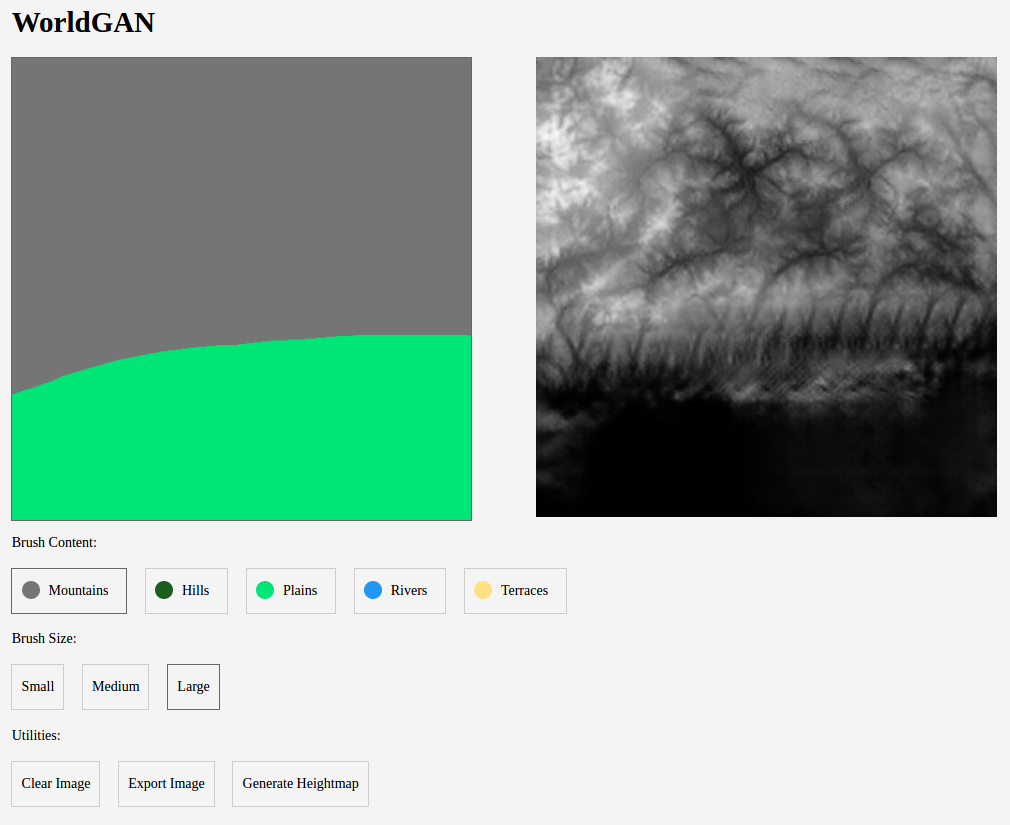 WorldGAN
Brush Content:
Mountains Hills Plains Rivers Terraces
Brush Size:
Small Medium Large
Utilities:
Clear Image Export Image Generate Heightmap